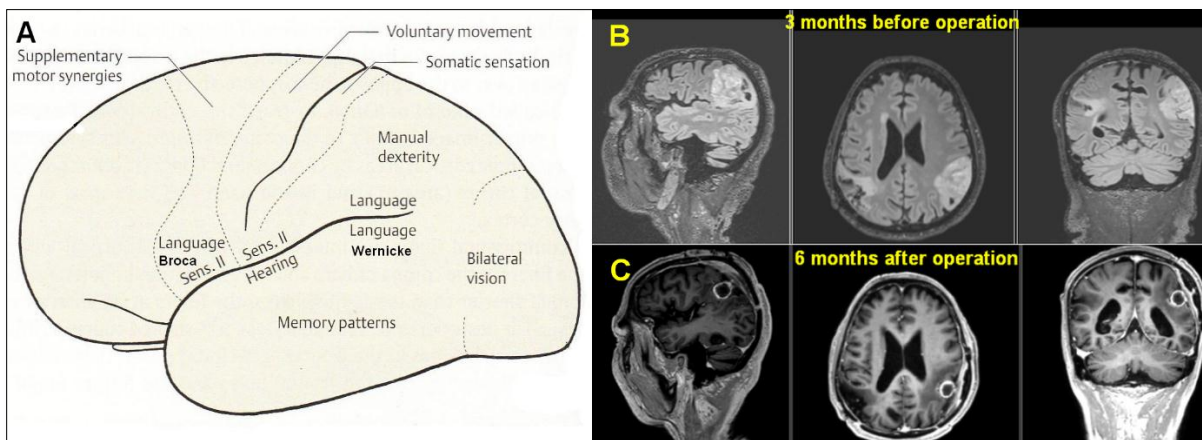 A
Supplementary
motor synergies
Voluntary movement
Somatic sensation
Manual
dexterity
Language
Language
Wernicke
Language
Broca
Sens. II
Sens. II
Hearing
Bilateral
vision
Memory patterns
B
3 months before operation
C
6 months after operation